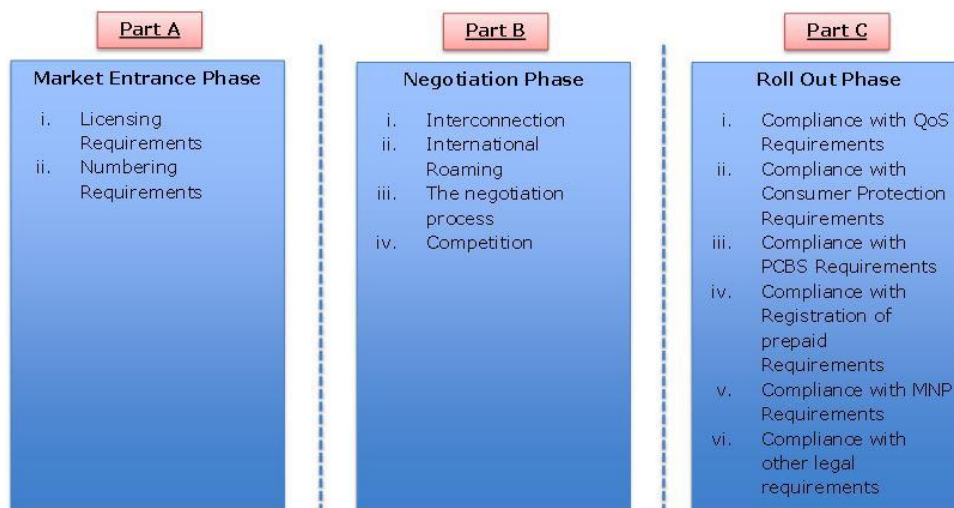 Part A
Market Entrance Phase
i. Licensing
Requirements
ii. Numbering
Requirements
Part B
Negotiation Phase
i. Interconnection
ii. International
Roaming
iii. The negotiation
process
iv. Competition
Part C
Roll Out Phase
i. Compliance with QoS
Requirements
ii. Compliance with
Consumer Protection
Requirements
iii. Compliance with
PCBS Requirements
iv. Compliance with
Registration of
prepaid
Requirements
v. Compliance with MNP
Requirements
vi. Compliance with
other legal
requirements